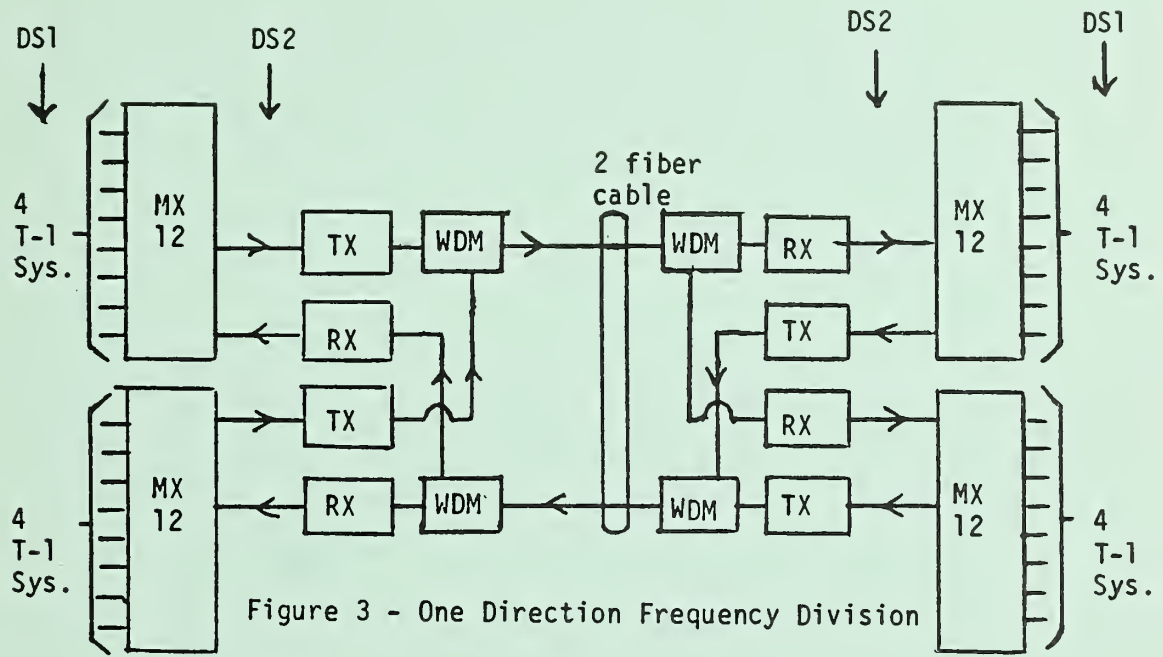 DS1
DS2
DS2
DS1
2 fiber
cable
4
T-1
Sys.
MX
12
TX
WDM
WDM
RX
MX
12
4
T-1
Sys.
RX
TX
TX
RX
4
T-1
Sys.
MX
12
RX
WDM
WDM
TX
MX
12
4
T-1
Sys.
Figure 3 - One Direction Frequency Division